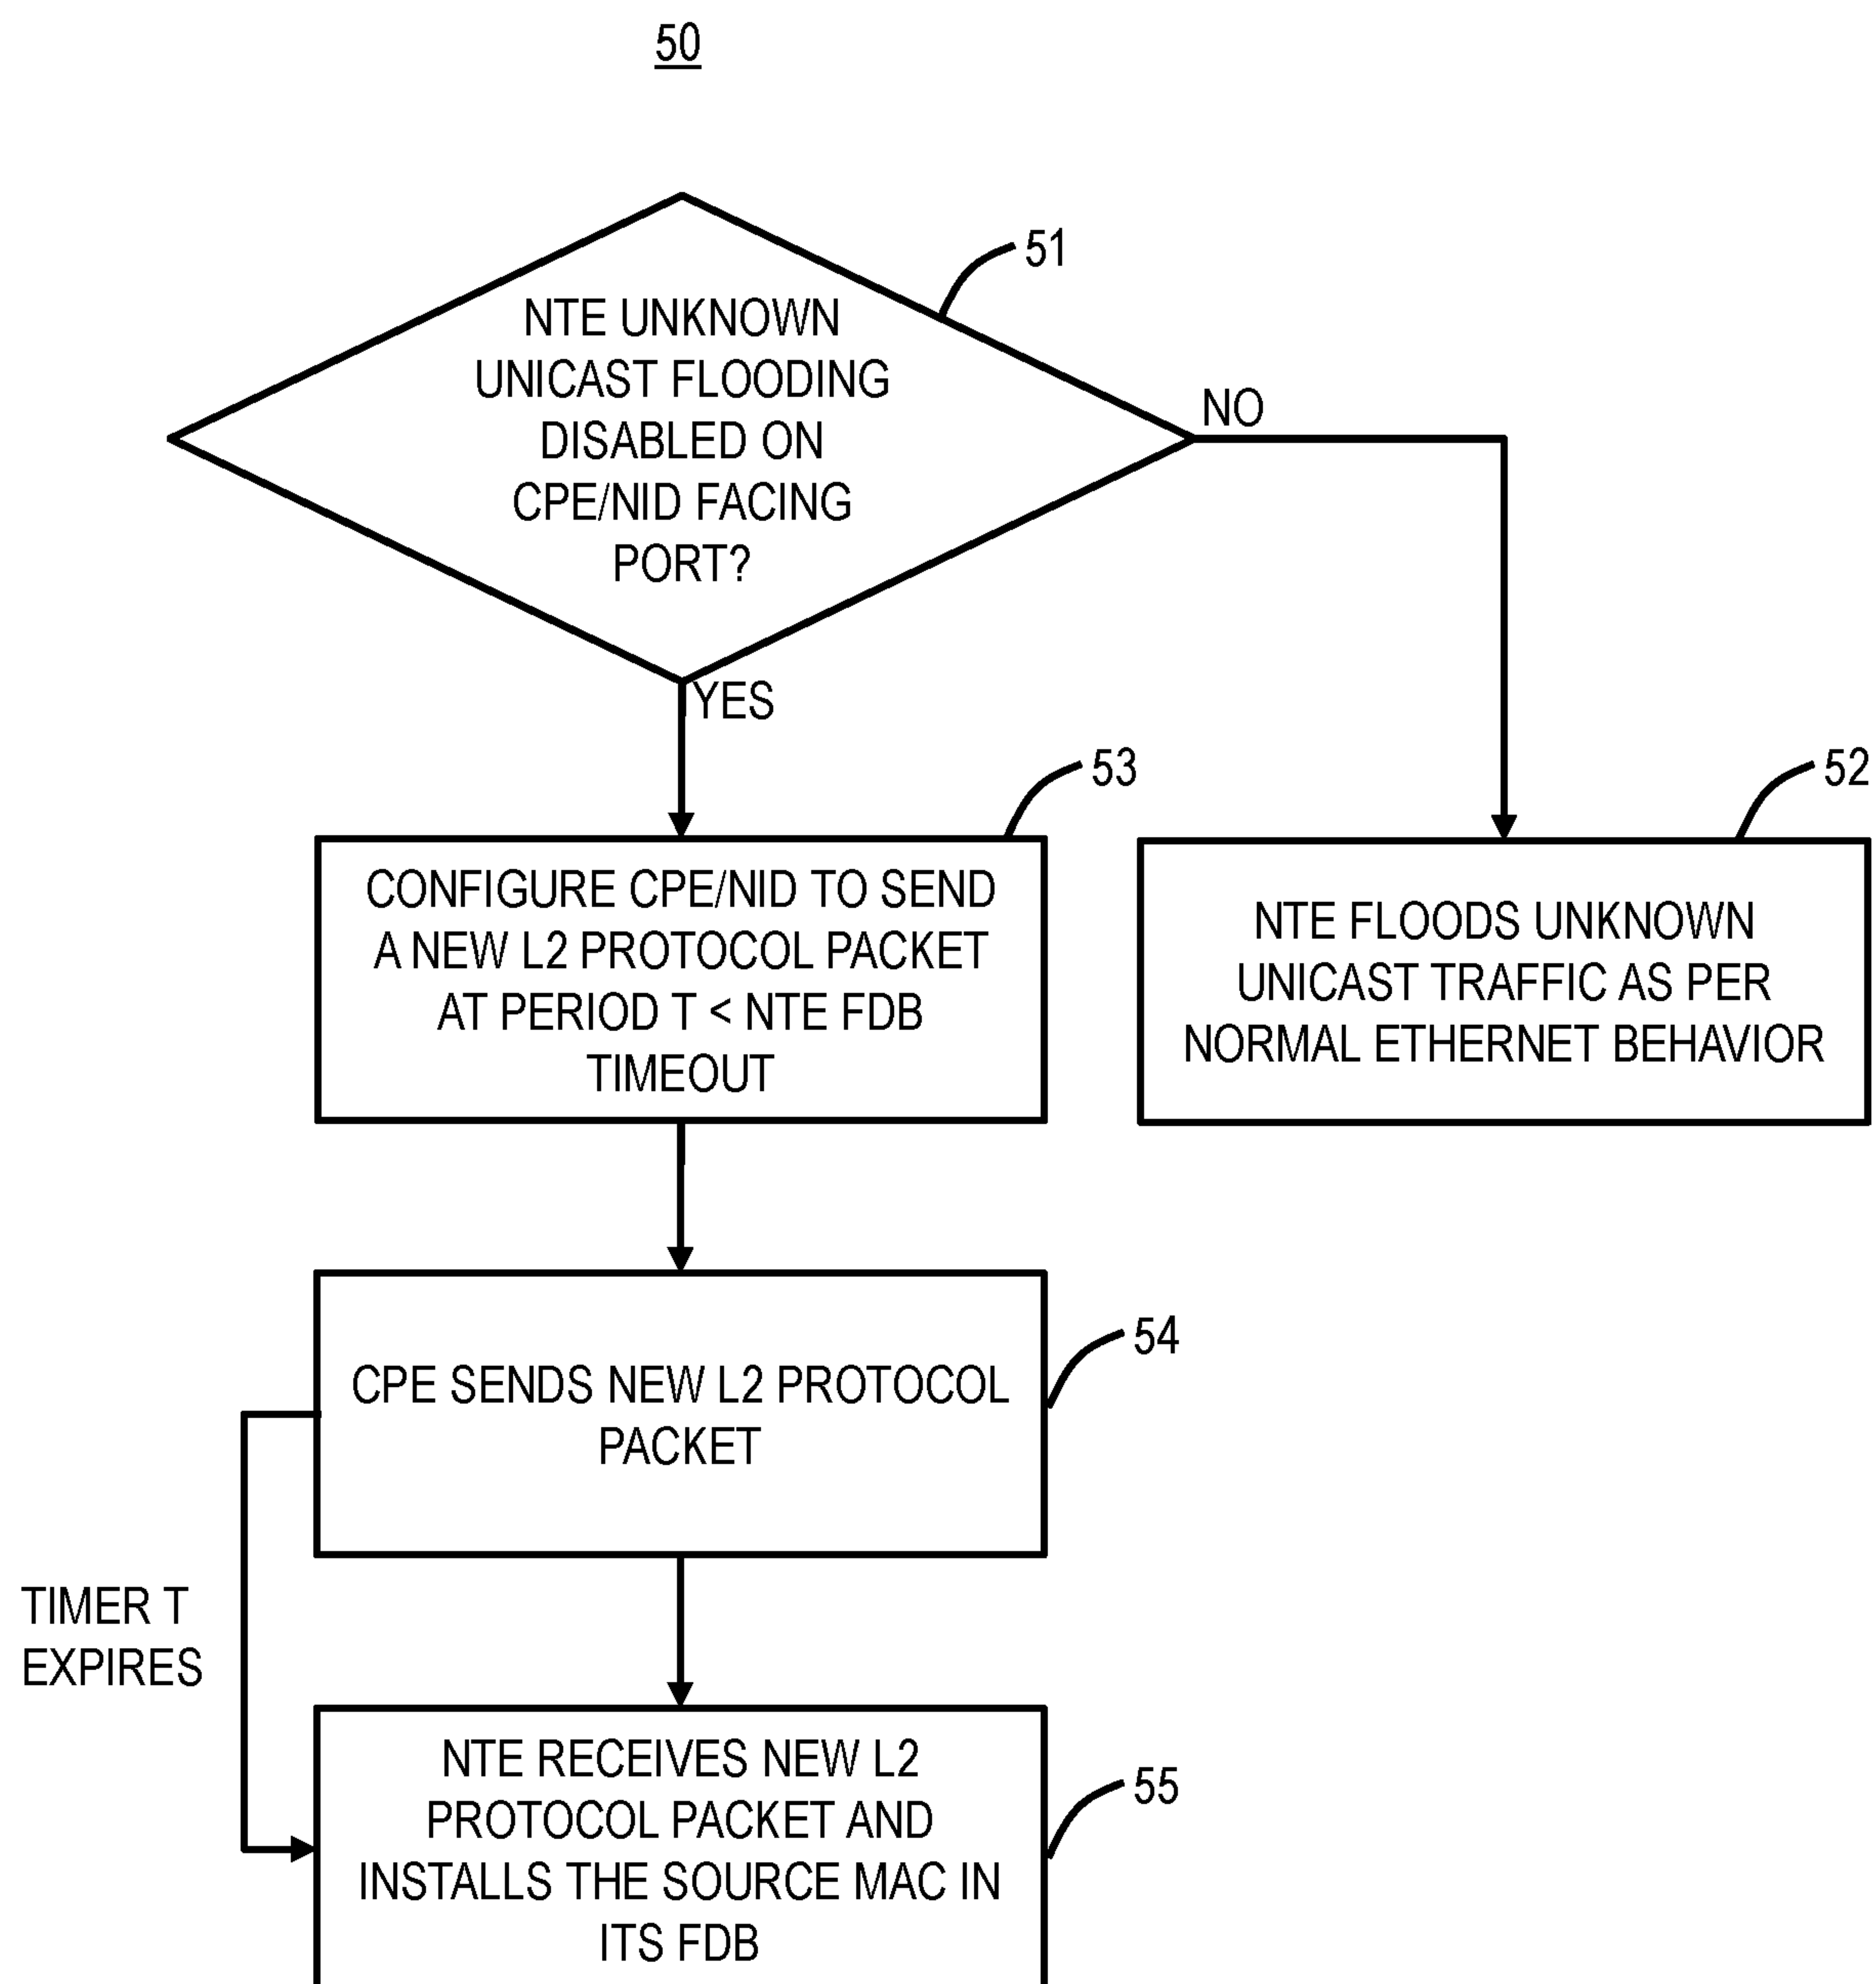 50
51
NTE UNKNOWN
UNICAST FLOODING
DISABLED ON
CPE/NID FACING
PORT?
NO
YES
53
52
CONFIGURE CPE/NID TO SEND
A NEW L2 PROTOCOL PACKET
AT PERIOD T < NTE FDB
TIMEOUT
NTE FLOODS UNKNOWN
UNICAST TRAFFIC AS PER
NORMAL ETHERNET BEHAVIOR
54
CPE SENDS NEW L2 PROTOCOL
PACKET
TIMER T
EXPIRES
55
NTE RECEIVES NEW L2
PROTOCOL PACKET AND
INSTALLS THE SOURCE MAC IN
ITS FDB